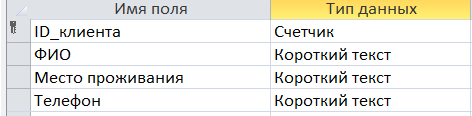 Имя поля Тип данных
ID_клиента Счетчик
ФИО Короткий текст
Место проживания Короткий текст
Телефон Короткий текст